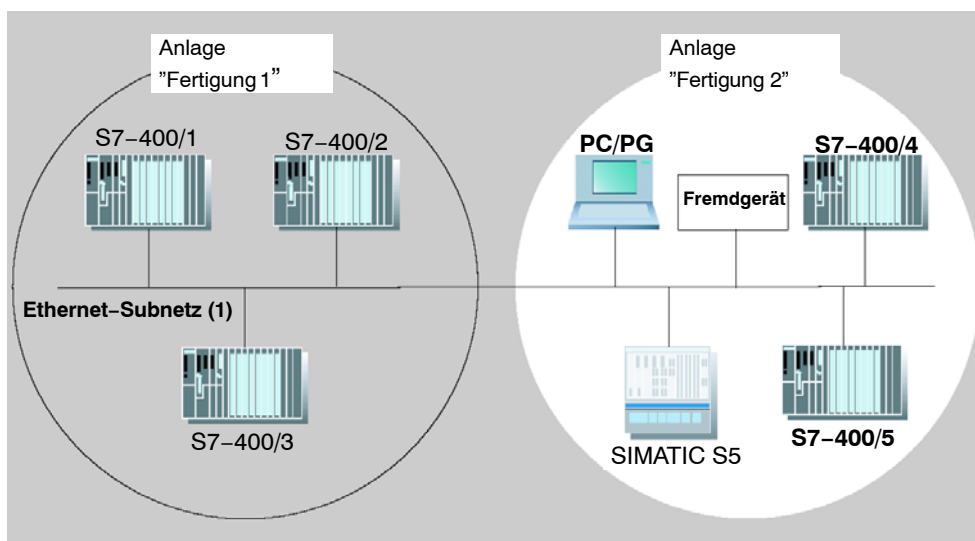 Anlage
”Fertigung 1”
S7–400/1
S7–400/2
Ethernet–Subnetz (1)
S7–400/3
Anlage
”Fertigung 2”
PC/PG
Fremdgerät
S7–400/4
SIMATIC S5
S7–400/5